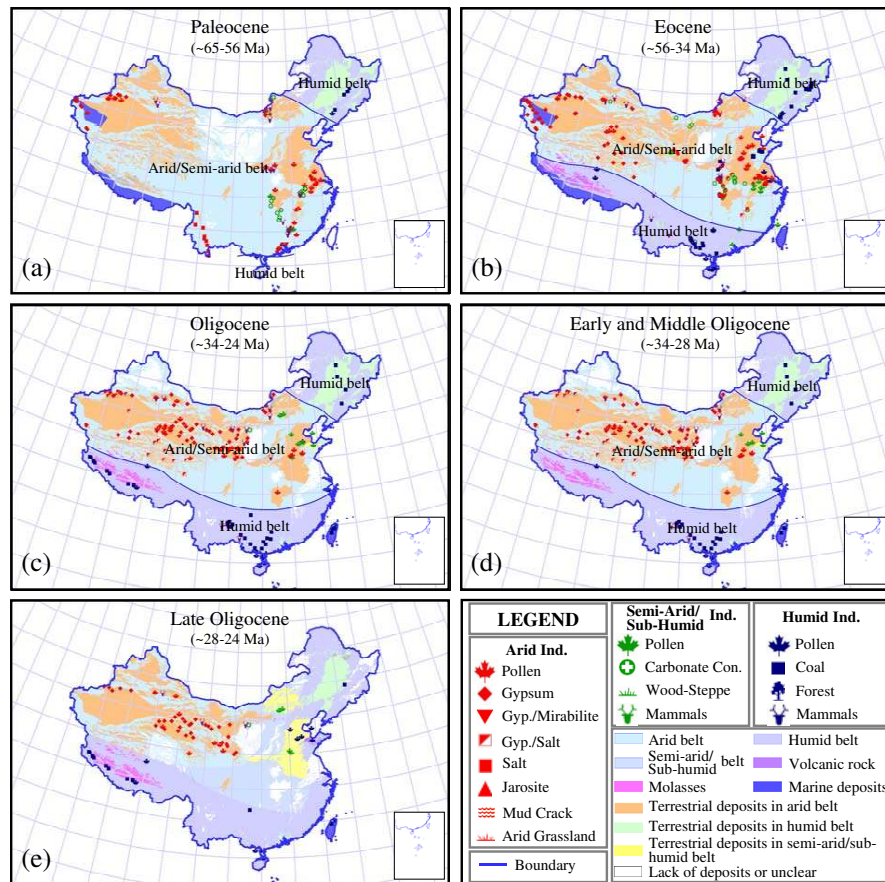 Paleocene
(~65-56 Ma)
Humid belt
Arid/Semi-arid belt
Humid belt
(a)
Eocene
(~56-34 Ma)
Humid belt
Arid/Semi-arid belt
Humid belt
(b)
Oligocene
(~34-24 Ma)
Humid belt
Arid/Semi-arid belt
Humid belt
(c)
Early and Middle Oligocene
(~34-28 Ma)
Humid belt
Arid/Semi-arid belt
Humid belt
(d)
Late Oligocene
(~28-24 Ma)
(e)
LEGEND
Arid Ind.
Pollen
Gypsum
Gyp./Mirabilite
Gyp./Salt
Salt
Jarosite
Mud Crack
Arid Grassland
Boundary
Semi-Arid/
Sub-Humid Ind.
Pollen
Carbonate Con.
Wood-Steppe
Mammals
Humid Ind.
Pollen
Coal
Forest
Mammals
Arid belt
Semi-arid/
Sub-humid belt
Molasses
Humid belt
Volcanic rock
Marine deposits
Terrestrial deposits in arid belt
Terrestrial deposits in humid belt
Terrestrial deposits in semi-arid/sub-
humid belt
Lack of deposits or unclear